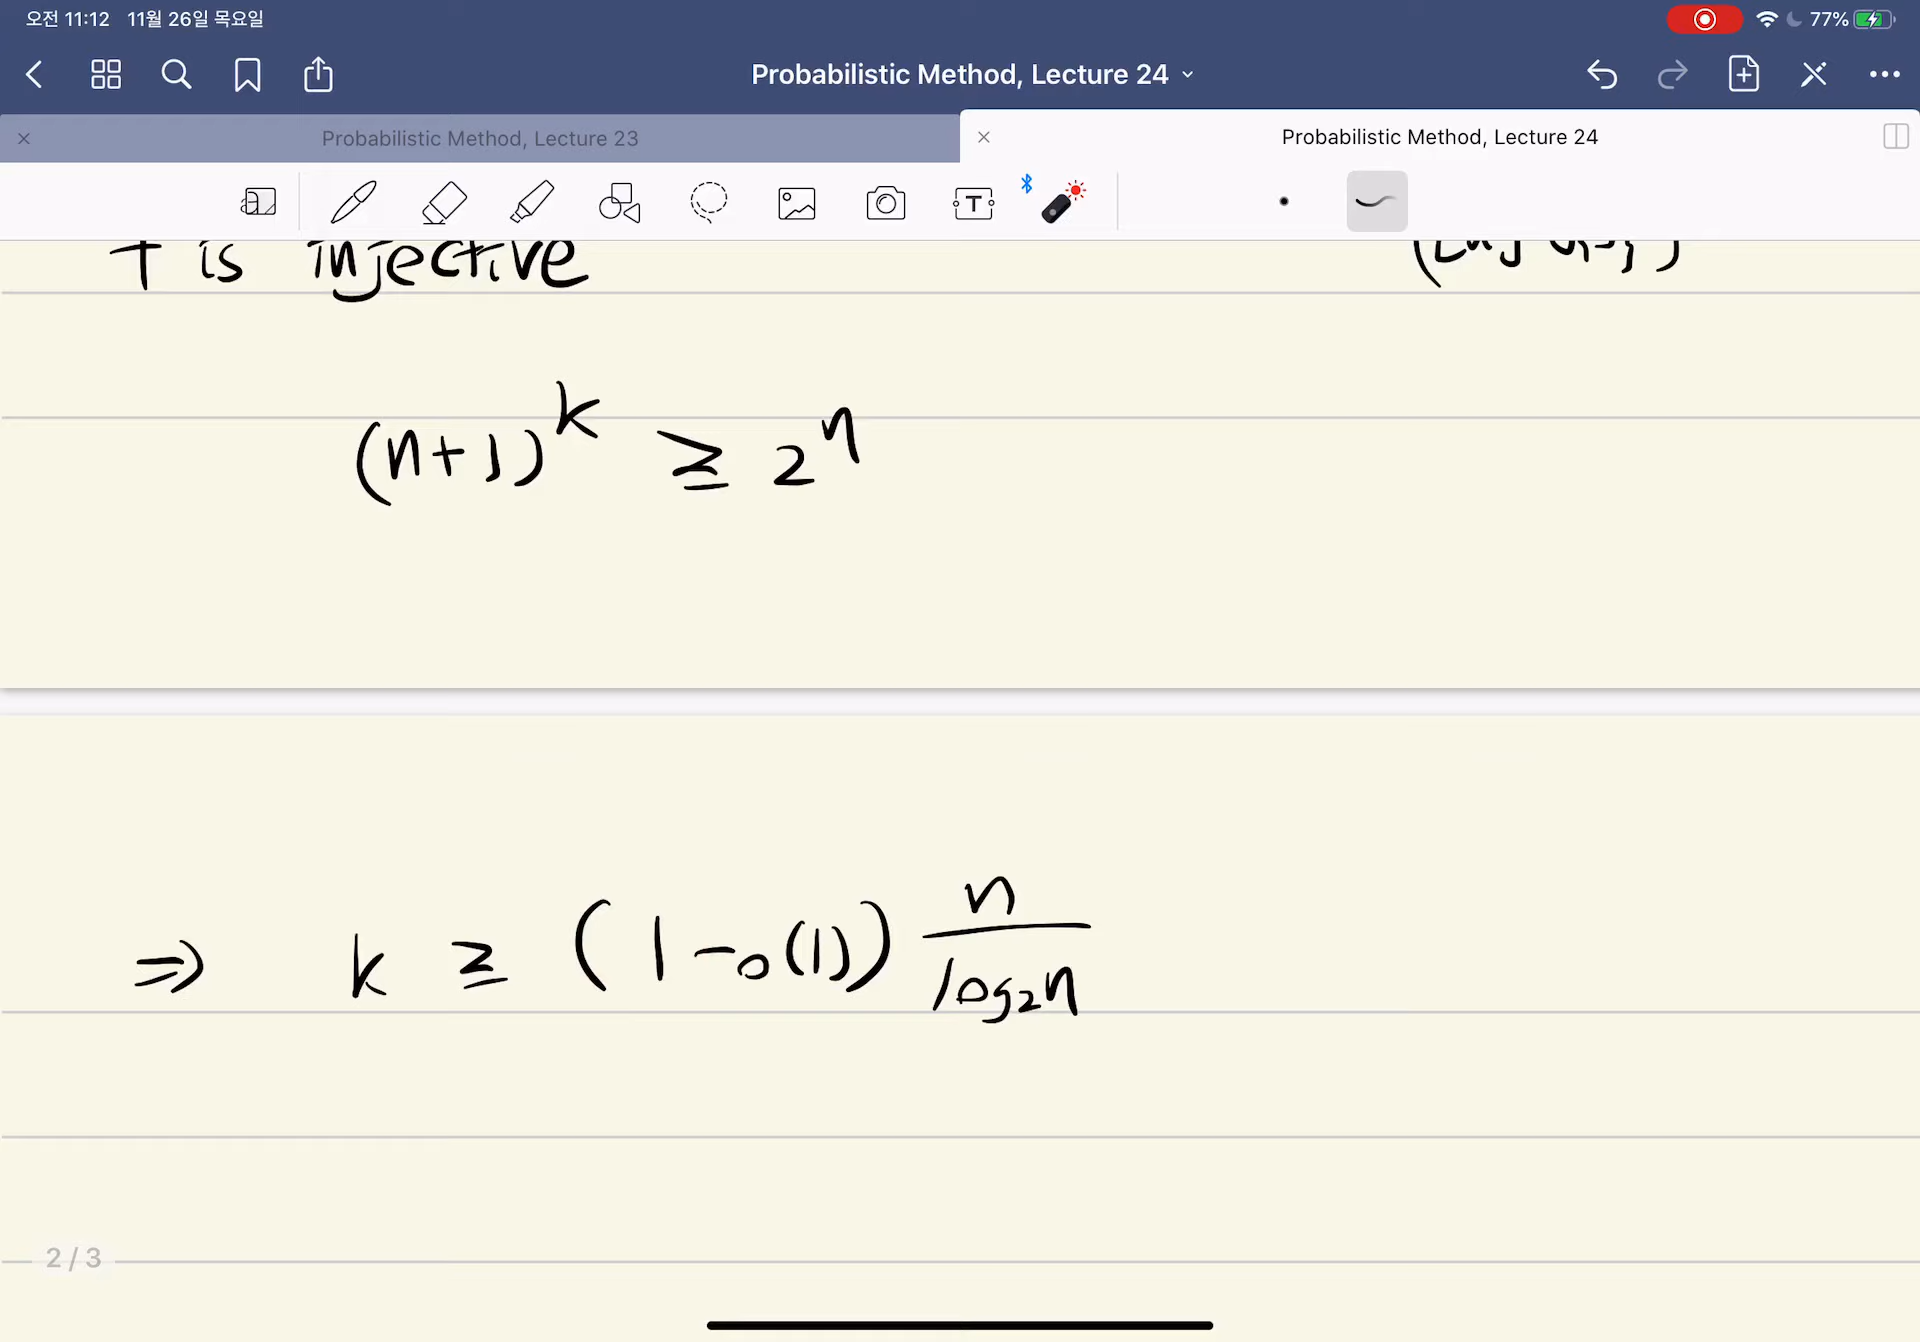 오전 11:12 11월 26일 목요일
77%
Probabilistic Method, Lecture 24
Probabilistic Method, Lecture 23
Probabilistic Method, Lecture 24
is injective
(n+1)^k ≥ 2^n
⇒ k ≥ (1-o(1)) n/log₂n
2 / 3